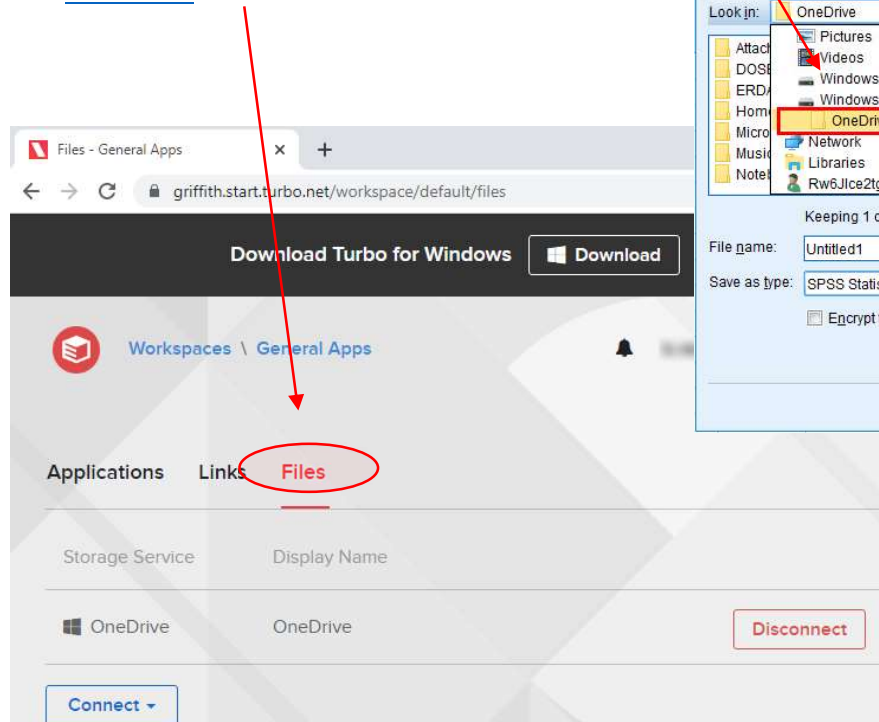 Look in: OneDrive
Pictures
Videos
Windows
Windows
Network
Libraries
Music
Keeping 1
File name: Untitled1
Save as type: SPSS
Encrypt
Files - General Apps
griffith.start.turbo.net/workspace/default/files
Download Turbo for Windows Download
Workspaces \ General Apps
Applications Links Files
Storage Service Display Name
OneDrive OneDrive Disconnect
Connect